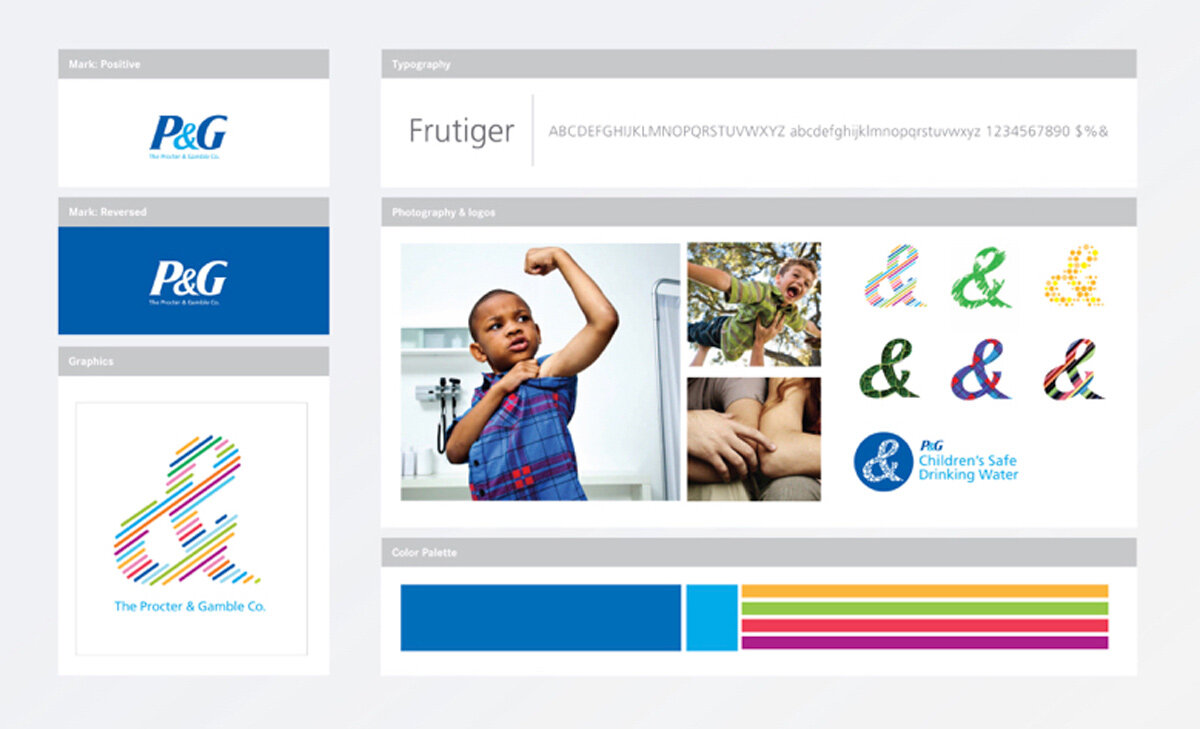 Mark: Positive
P&G
The Procter & Gamble Co.
Mark: Reversed
P&G
The Procter & Gamble Co.
Graphics
&
The Procter & Gamble Co.
Typography
Frutiger
ABCDEFGHIJKLMNOPQRSTUVWXYZ abcdefghijklmnopqrstuvwxyz 1234567890 $%&
Photography & logos
& & &
& & &
&
P&G
Children's Safe
Drinking Water
Color Palette